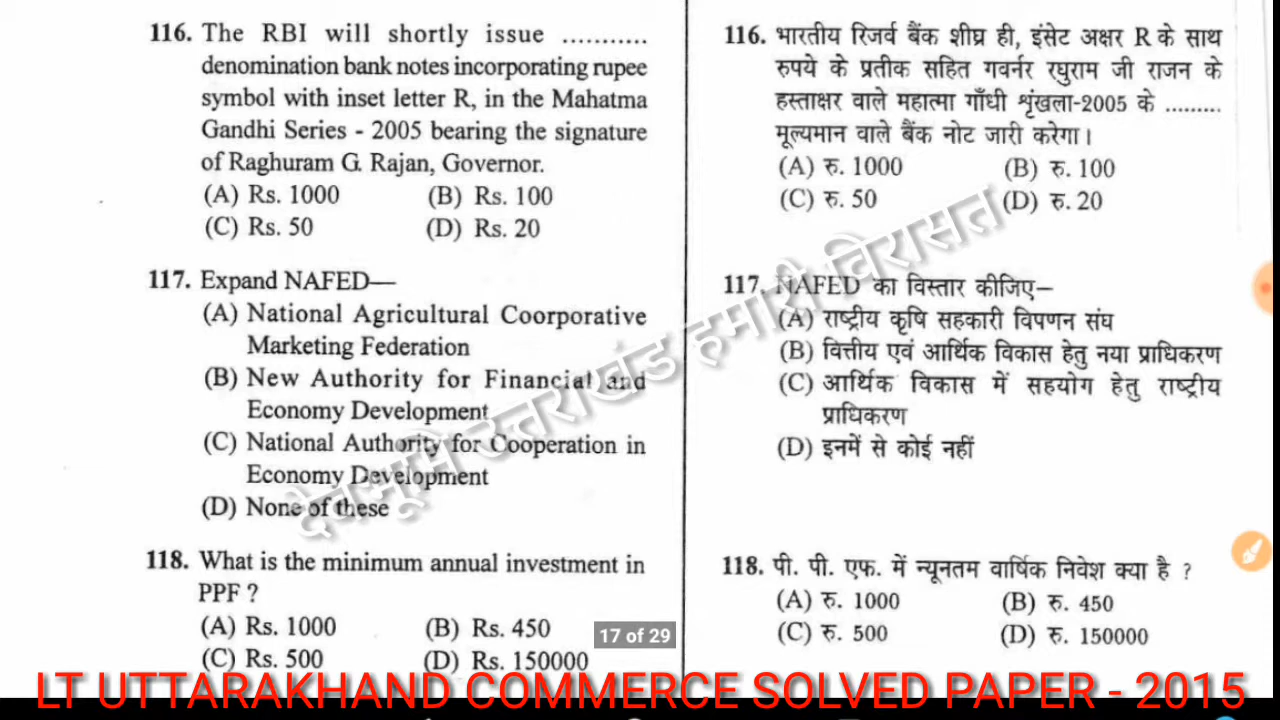 116. The RBI will shortly issue ...........
denomination bank notes incorporating rupee
symbol with inset letter R, in the Mahatma
Gandhi Series - 2005 bearing the signature
of Raghuram G. Rajan, Governor.
(A) Rs. 1000 (B) Rs. 100
(C) Rs. 50 (D) Rs. 20
117. Expand NAFED—
(A) National Agricultural Coorporative
Marketing Federation
(B) New Authority for Financial and
Economy Development
(C) National Authority for Cooperation in
Economy Development
(D) None of these
118. What is the minimum annual investment in
PPF ?
(A) Rs. 1000 (B) Rs. 450
(C) Rs. 500 (D) Rs. 150000
116. भारतीय रिजर्व बैंक शीघ्र ही, इंसेट अक्षर R के साथ
रुपये के प्रतीक सहित गवर्नर रघुराम जी राजन के
हस्ताक्षर वाले महात्मा गाँधी श्रृंखला-2005 के .........
मूल्यमान वाले बैंक नोट जारी करेगा।
(A) रु. 1000 (B) रु. 100
(C) रु. 50 (D) रु. 20
117. NAFED का विस्तार कीजिए–
(A) राष्ट्रीय कृषि सहकारी विपणन संघ
(B) वित्तीय एवं आर्थिक विकास हेतु नया प्राधिकरण
(C) आर्थिक विकास में सहयोग हेतु राष्ट्रीय
प्राधिकरण
(D) इनमें से कोई नहीं
118. पी. पी. एफ. में न्यूनतम वार्षिक निवेश क्या है ?
(A) रु. 1000 (B) रु. 450
(C) रु. 500 (D) रु. 150000
देवभूमि उत्तराखंड हमारी विरासत
17 of 29
LT UTTARAKHAND COMMERCE SOLVED PAPER - 2015